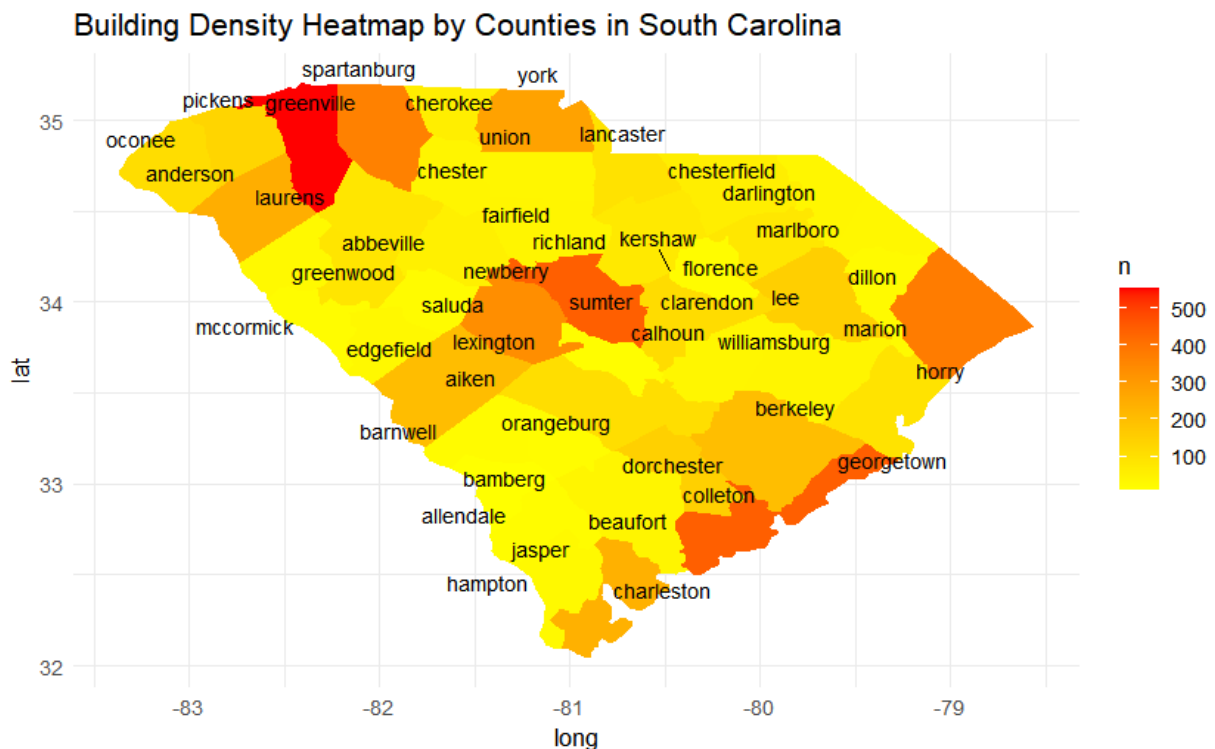 Building Density Heatmap by Counties in South Carolina
spartanburg
york
pickens
greenville
cherokee
oconee
union
lancaster
anderson
chester
chesterfield
laurens
darlington
fairfield
abbeville
richland
kershaw
marlboro
greenwood
newberry
florence
dillon
saluda
sumter
clarendon
lee
mccormick
edgefield
lexington
calhoun
williamsburg
marion
aiken
horry
barnwell
orangeburg
berkeley
bamberg
dorchester
georgetown
allendale
colleton
beaufort
jasper
hampton
charleston
35
34
33
32
lat
-83
-82
-81
-80
-79
long
n
500
400
300
200
100